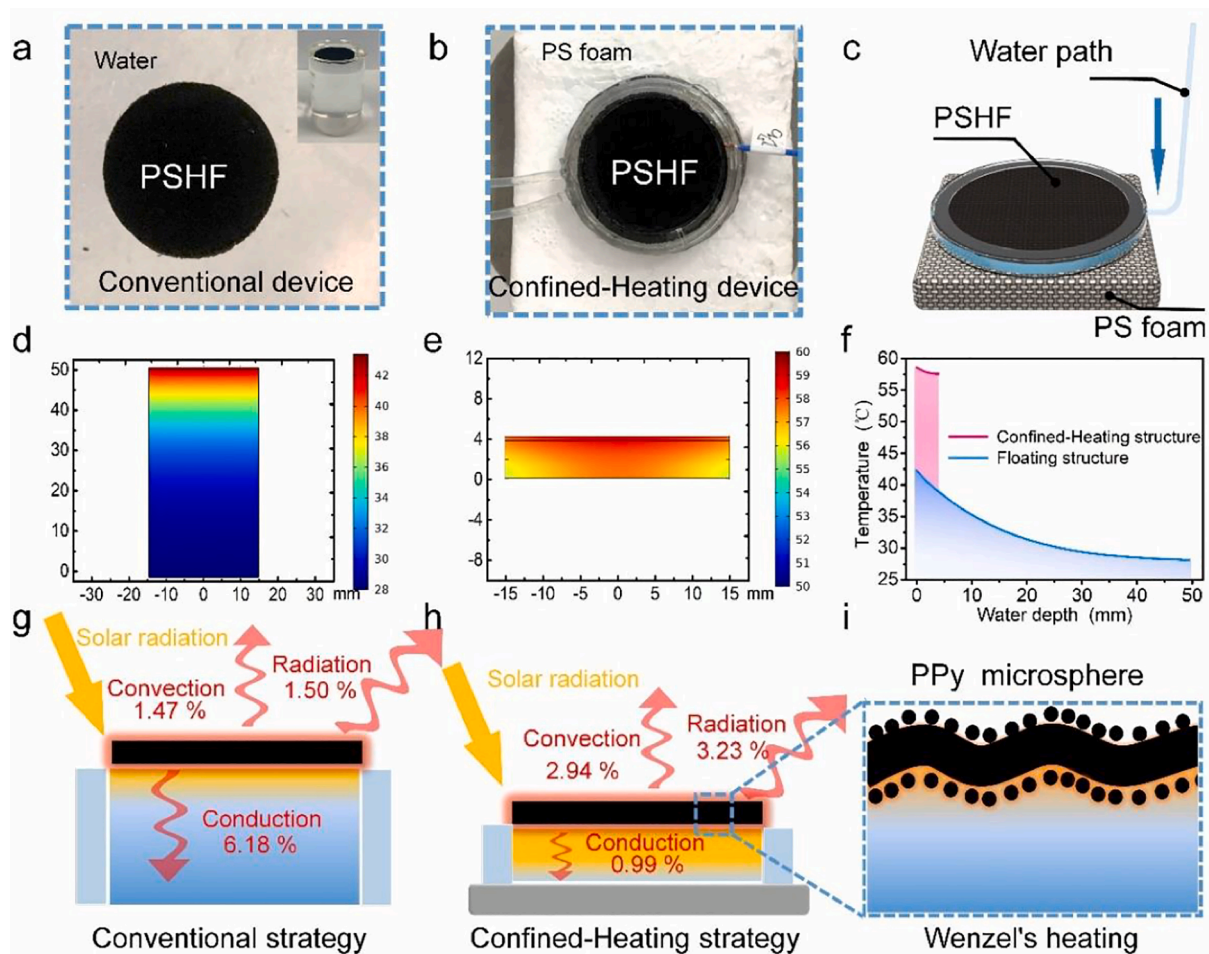 a
Water
PSHF
Conventional device
b
PS foam
PSHF
Confined-Heating device
c
Water path
PSHF
PS foam
d
50
40
30
20
10
0
-30
-20
-10
0
10
20
30
mm
42
40
38
36
34
32
30
28
e
12
8
4
0
-4
-8
-15
-10
-5
0
5
10
15
mm
60
59
58
57
56
55
54
53
52
51
50
f
Temperature (℃)
60
55
50
45
40
35
30
25
Confined-Heating structure
Floating structure
0
10
20
30
40
50
Water depth (mm)
g
Solar radiation
Convection
1.47 %
Radiation
1.50 %
Conduction
6.18 %
Conventional strategy
h
Solar radiation
Convection
2.94 %
Radiation
3.23 %
Conduction
0.99 %
Confined-Heating strategy
i
PPy microsphere
Wenzel's heating